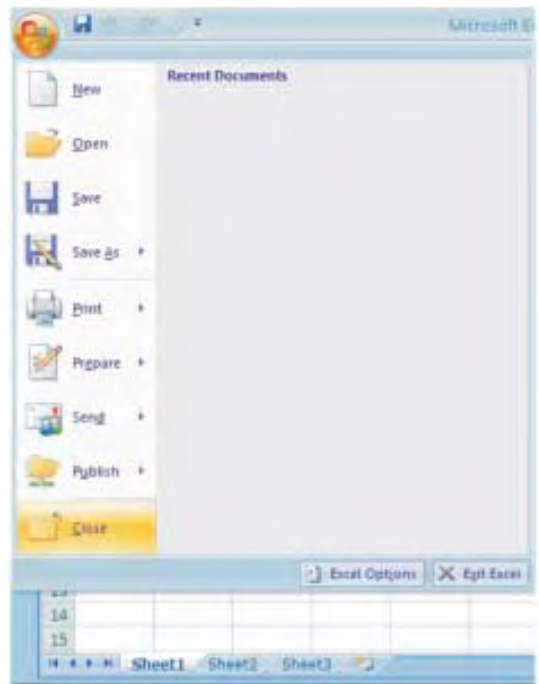 Microsoft E
New
Recent Documents
Open
Save
Save As
Print
Prepare
Send
Publish
Close
Excel Options
Exit Excel
14
15
Sheet1 Sheet2 Sheet3